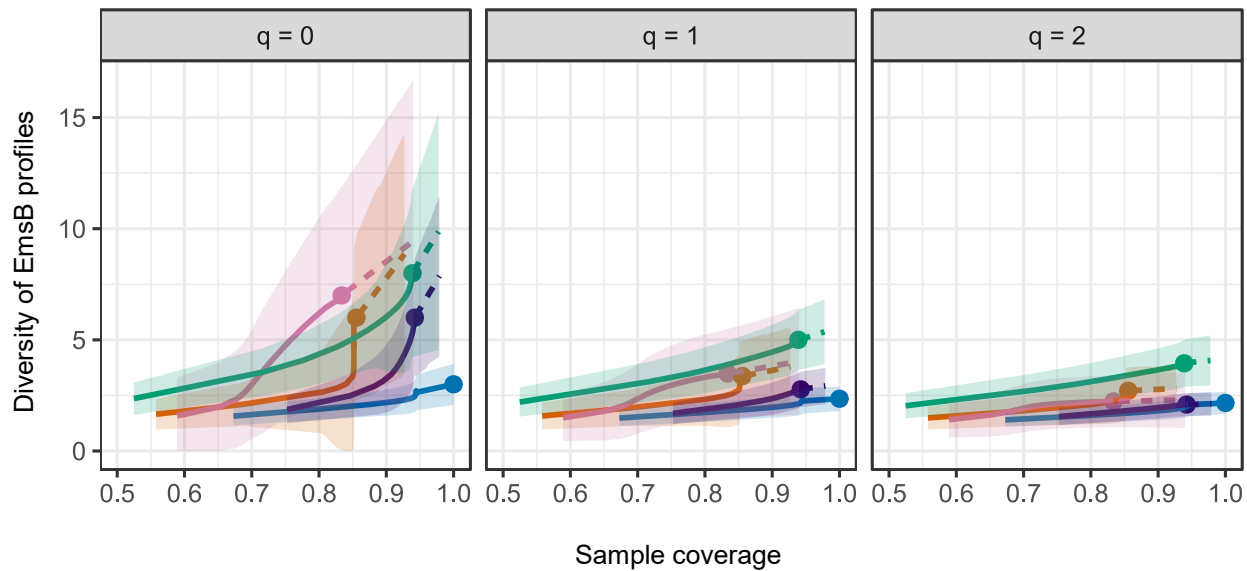 q = 0
q = 1
q = 2
Diversity of EmsB profiles
15
10
5
0
0.5 0.6 0.7 0.8 0.9 1.0
0.5 0.6 0.7 0.8 0.9 1.0
0.5 0.6 0.7 0.8 0.9 1.0
Sample coverage